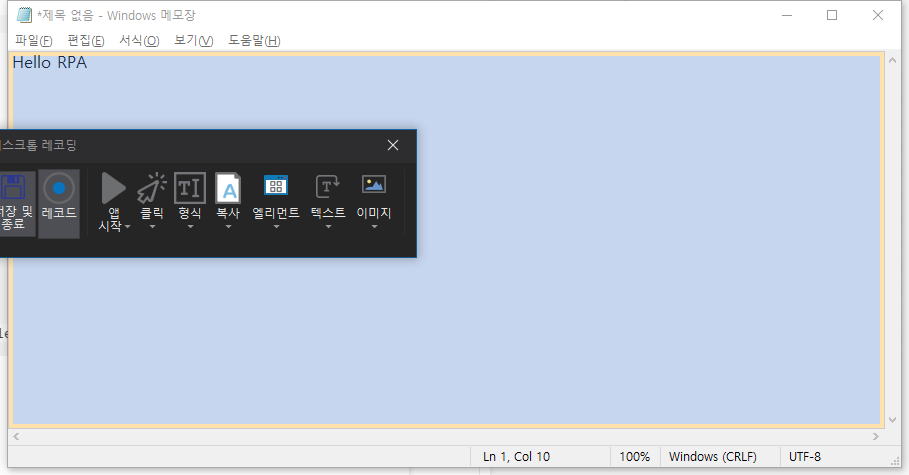 *제목 없음 - Windows 메모장
파일(F) 편집(E) 서식(O) 보기(V) 도움말(H)
Hello RPA
스크톱 레코딩
저장 및
종료
레코드
앱
시작
클릭
형식
복사
엘리먼트
텍스트
이미지
le
Ln 1, Col 10 100% Windows (CRLF) UTF-8